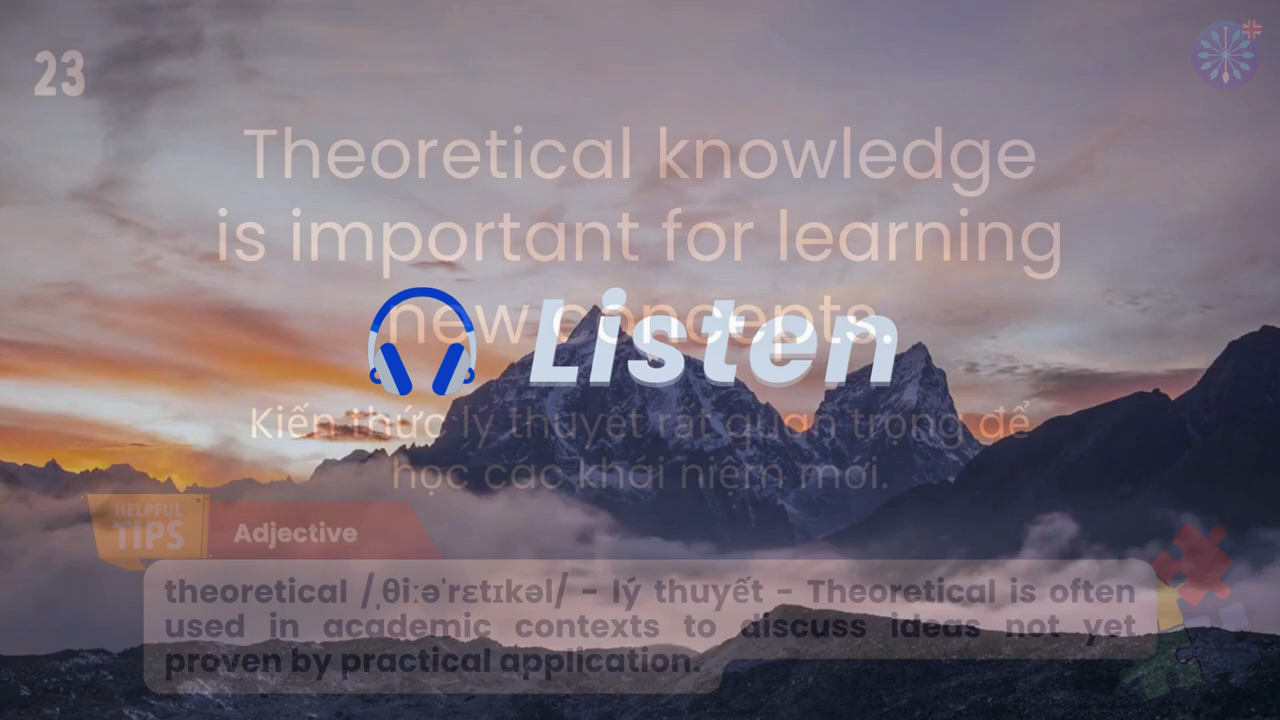 23
Theoretical knowledge
is important for learning
new concepts.
Listen
Kiến thức lý thuyết rất quan trọng để
học các khái niệm mới.
HELPFUL
TIPS
Adjective
theoretical /ˌθiːəˈrɛtɪkəl/ – lý thuyết – Theoretical is often
used in academic contexts to discuss ideas not yet
proven by practical application.